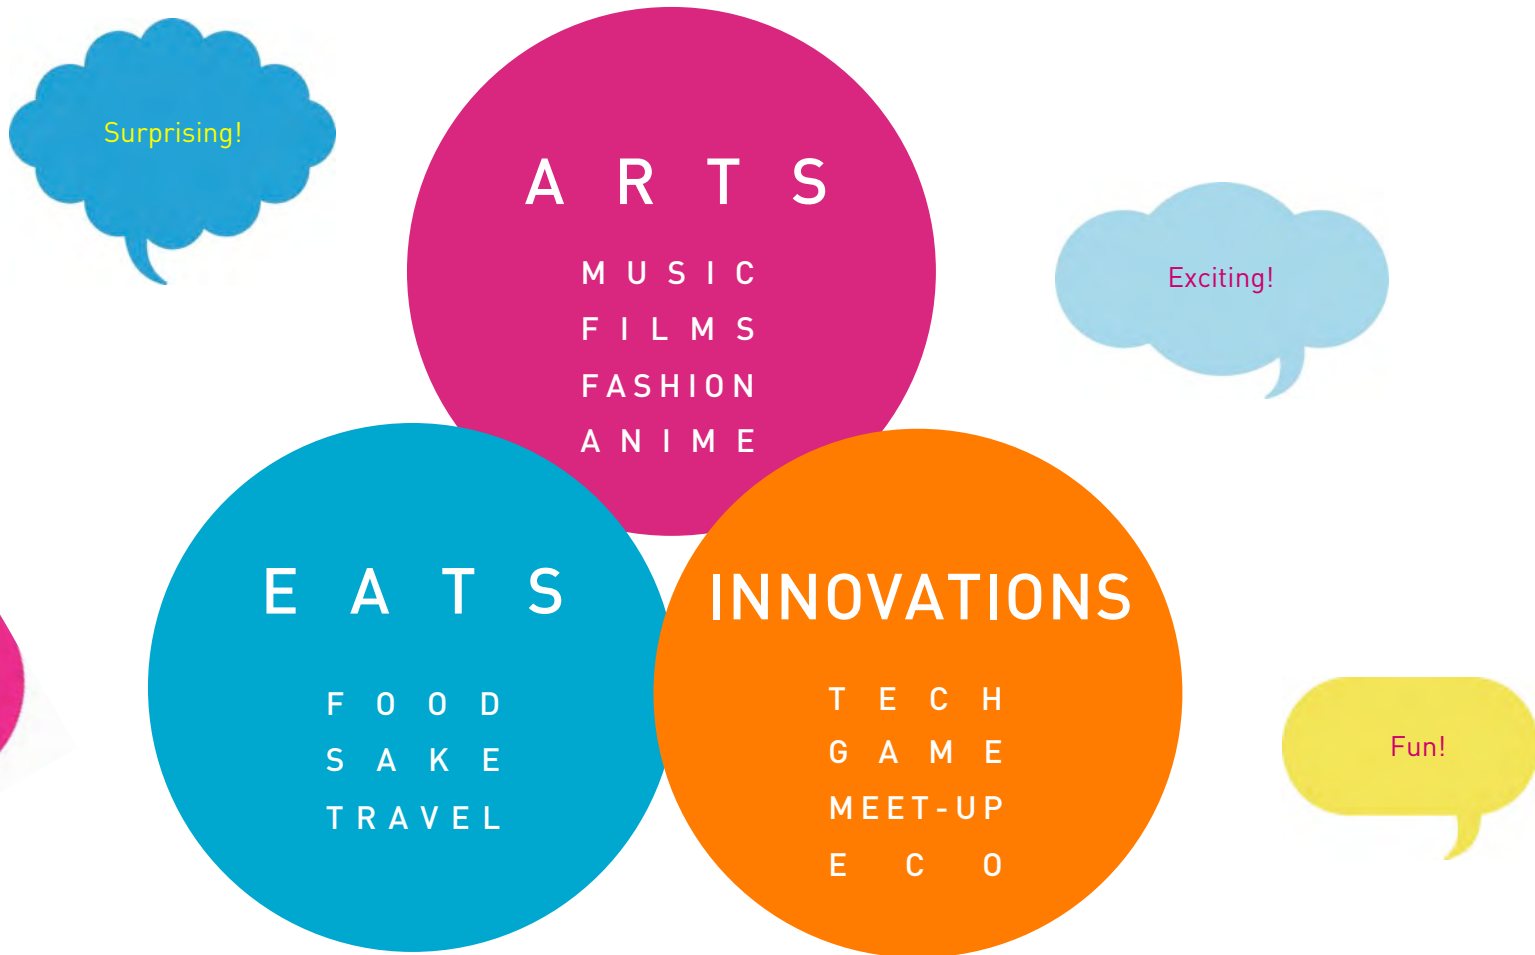 Surprising!
ARTS
MUSIC
FILMS
FASHION
ANIME
Exciting!
EATS
FOOD
SAKE
TRAVEL
INNOVATIONS
TECH
GAME
MEET-UP
ECO
Fun!